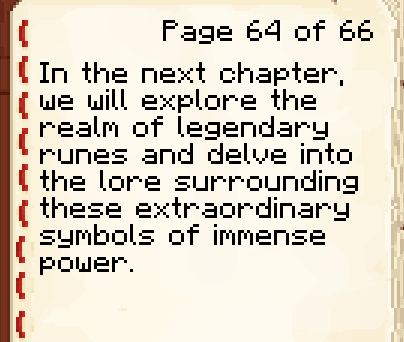 Page 64 of 66
In the next chapter,
we will explore the
realm of legendary
runes and delve into
the lore surrounding
these extraordinary
symbols of immense
power.